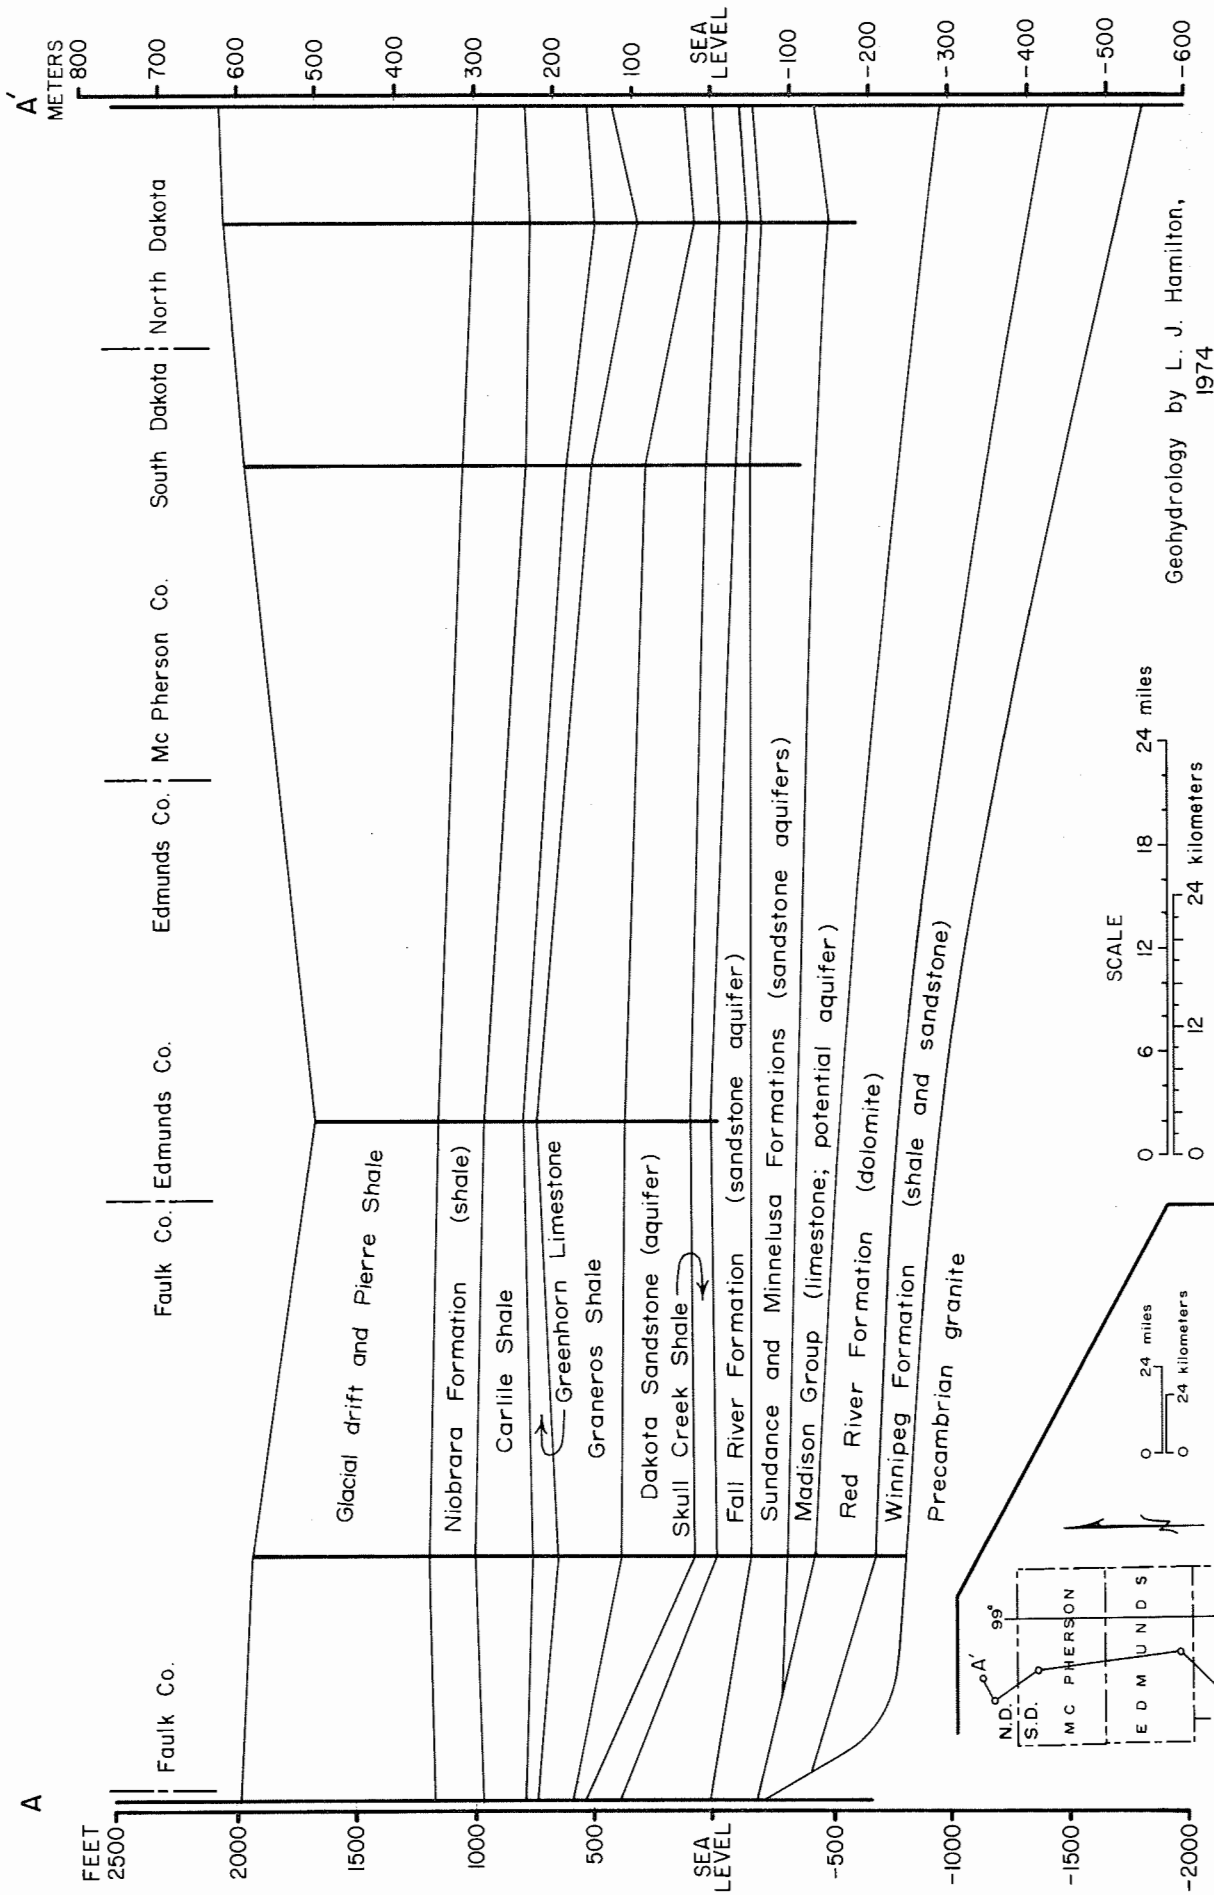 A
A'
FEET
2500
2000
1500
1000
500
SEA
LEVEL
-500
-1000
-1500
-2000
METERS
800
700
600
500
400
300
200
100
SEA
LEVEL
-100
-200
-300
-400
-500
-600
Faulk Co.
Faulk Co. Edmunds Co.
Edmunds Co. Mc Pherson Co.
South Dakota North Dakota
Glacial drift and Pierre Shale
Niobrara Formation (shale)
Carlile Shale
Greenhorn Limestone
Graneros Shale
Dakota Sandstone (aquifer)
Skull Creek Shale
Fall River Formation (sandstone aquifer)
Sundance and Minnelusa Formations (sandstone aquifers)
Madison Group (limestone; potential aquifer)
Red River Formation (dolomite)
Winnipeg Formation (shale and sandstone)
Precambrian granite
SCALE
0 6 12 18 24 miles
0 12 24 kilometers
Geohydrology by L. J. Hamilton,
1974
0 24 miles
0 24 kilometers
99°
A'
N.D.
S.D.
MC PHERSON
EDMUNDS